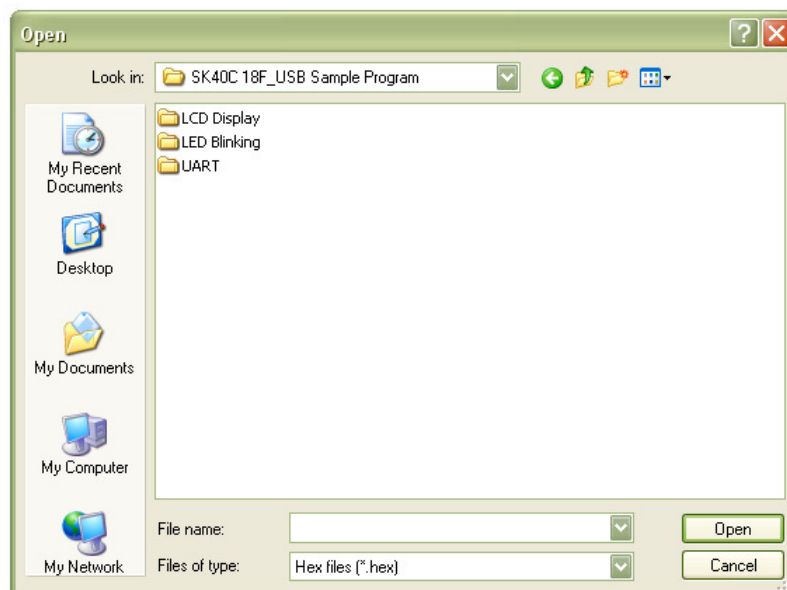 Open
Look in:
SK40C 18F_USB Sample Program
LCD Display
LED Blinking
UART
My Recent
Documents
Desktop
My Documents
My Computer
My Network
File name:
Open
Files of type:
Hex files (*.hex)
Cancel